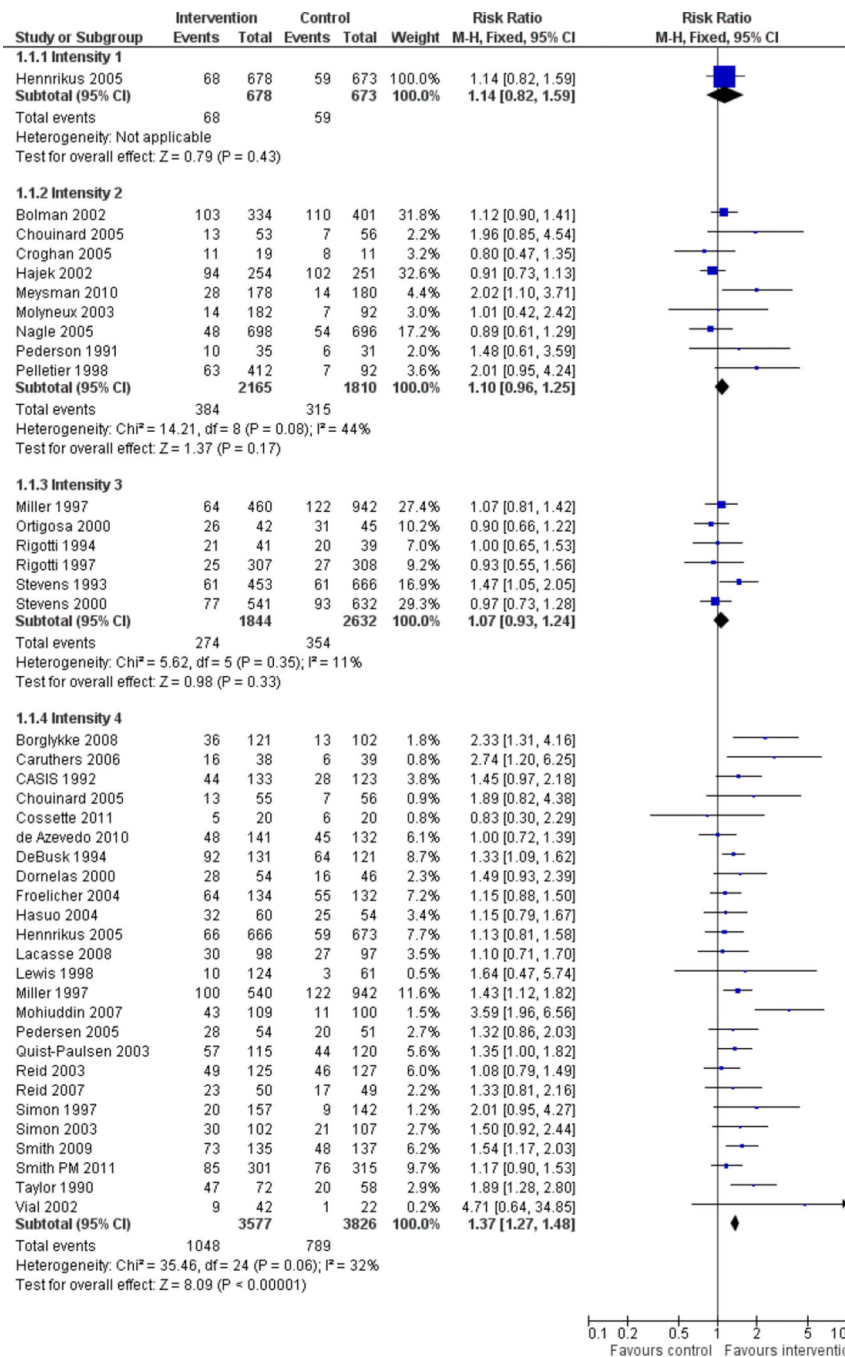 Intervention Control Risk Ratio Risk Ratio
Study or Subgroup Events Total Events Total Weight M-H, Fixed, 95% CI M-H, Fixed, 95% CI
1.1.1 Intensity 1
Hennrikus 2005 68 678 59 673 100.0% 1.14 [0.82, 1.59]
Subtotal (95% CI) 678 673 100.0% 1.14 [0.82, 1.59]
Total events 68 59
Heterogeneity: Not applicable
Test for overall effect: Z = 0.79 (P = 0.43)
1.1.2 Intensity 2
Bolman 2002 103 334 110 401 31.8% 1.12 [0.90, 1.41]
Chouinard 2005 13 53 7 56 2.2% 1.96 [0.85, 4.54]
Croghan 2005 11 19 8 11 3.2% 0.80 [0.47, 1.35]
Hajek 2002 94 254 102 251 32.6% 0.91 [0.73, 1.13]
Meysman 2010 28 178 14 180 4.4% 2.02 [1.10, 3.71]
Molyneux 2003 14 182 7 92 3.0% 1.01 [0.42, 2.42]
Nagle 2005 48 698 54 696 17.2% 0.89 [0.61, 1.29]
Pederson 1991 10 35 6 31 2.0% 1.48 [0.61, 3.59]
Pelletier 1998 63 412 7 92 3.6% 2.01 [0.95, 4.24]
Subtotal (95% CI) 2165 1810 100.0% 1.10 [0.96, 1.25]
Total events 384 315
Heterogeneity: Chi² = 14.21, df = 8 (P = 0.08); I² = 44%
Test for overall effect: Z = 1.37 (P = 0.17)
1.1.3 Intensity 3
Miller 1997 64 460 122 942 27.4% 1.07 [0.81, 1.42]
Ortigosa 2000 26 42 31 45 10.2% 0.90 [0.66, 1.22]
Rigotti 1994 21 41 20 39 7.0% 1.00 [0.65, 1.53]
Rigotti 1997 25 307 27 308 9.2% 0.93 [0.55, 1.56]
Stevens 1993 61 453 61 666 16.9% 1.47 [1.05, 2.05]
Stevens 2000 77 541 93 632 29.3% 0.97 [0.73, 1.28]
Subtotal (95% CI) 1844 2632 100.0% 1.07 [0.93, 1.24]
Total events 274 354
Heterogeneity: Chi² = 5.62, df = 5 (P = 0.35); I² = 11%
Test for overall effect: Z = 0.98 (P = 0.33)
1.1.4 Intensity 4
Borglykke 2008 36 121 13 102 1.8% 2.33 [1.31, 4.16]
Caruthers 2006 16 38 6 39 0.8% 2.74 [1.20, 6.25]
CASIS 1992 44 133 28 123 3.8% 1.45 [0.97, 2.18]
Chouinard 2005 13 55 7 56 0.9% 1.89 [0.82, 4.38]
Cossette 2011 5 20 6 20 0.8% 0.83 [0.30, 2.29]
de Azevedo 2010 48 141 45 132 6.1% 1.00 [0.72, 1.39]
DeBusk 1994 92 131 64 121 8.7% 1.33 [1.09, 1.62]
Dornelas 2000 28 54 16 46 2.3% 1.49 [0.93, 2.39]
Froelicher 2004 64 134 55 132 7.2% 1.15 [0.88, 1.50]
Hasuo 2004 32 60 25 54 3.4% 1.15 [0.79, 1.67]
Hennrikus 2005 66 666 59 673 7.7% 1.13 [0.81, 1.58]
Lacasse 2008 30 98 27 97 3.5% 1.10 [0.71, 1.70]
Lewis 1998 10 124 3 61 0.5% 1.64 [0.47, 5.74]
Miller 1997 100 540 122 942 11.6% 1.43 [1.12, 1.82]
Mohiuddin 2007 43 109 11 100 1.5% 3.59 [1.96, 6.56]
Pedersen 2005 28 54 20 51 2.7% 1.32 [0.86, 2.03]
Quist-Paulsen 2003 57 115 44 120 5.6% 1.35 [1.00, 1.82]
Reid 2003 49 125 46 127 6.0% 1.08 [0.79, 1.49]
Reid 2007 23 50 17 49 2.2% 1.33 [0.81, 2.16]
Simon 1997 20 157 9 142 1.2% 2.01 [0.95, 4.27]
Simon 2003 30 102 21 107 2.7% 1.50 [0.92, 2.44]
Smith 2009 73 135 48 137 6.2% 1.54 [1.17, 2.03]
Smith PM 2011 85 301 76 315 9.7% 1.17 [0.90, 1.53]
Taylor 1990 47 72 20 58 2.9% 1.89 [1.28, 2.80]
Vial 2002 9 42 1 22 0.2% 4.71 [0.64, 34.85]
Subtotal (95% CI) 3577 3826 100.0% 1.37 [1.27, 1.48]
Total events 1048 789
Heterogeneity: Chi² = 35.46, df = 24 (P = 0.06); I² = 32%
Test for overall effect: Z = 8.09 (P < 0.00001)
0.1 0.2 0.5 1 2 5 10
Favours control Favours interventio